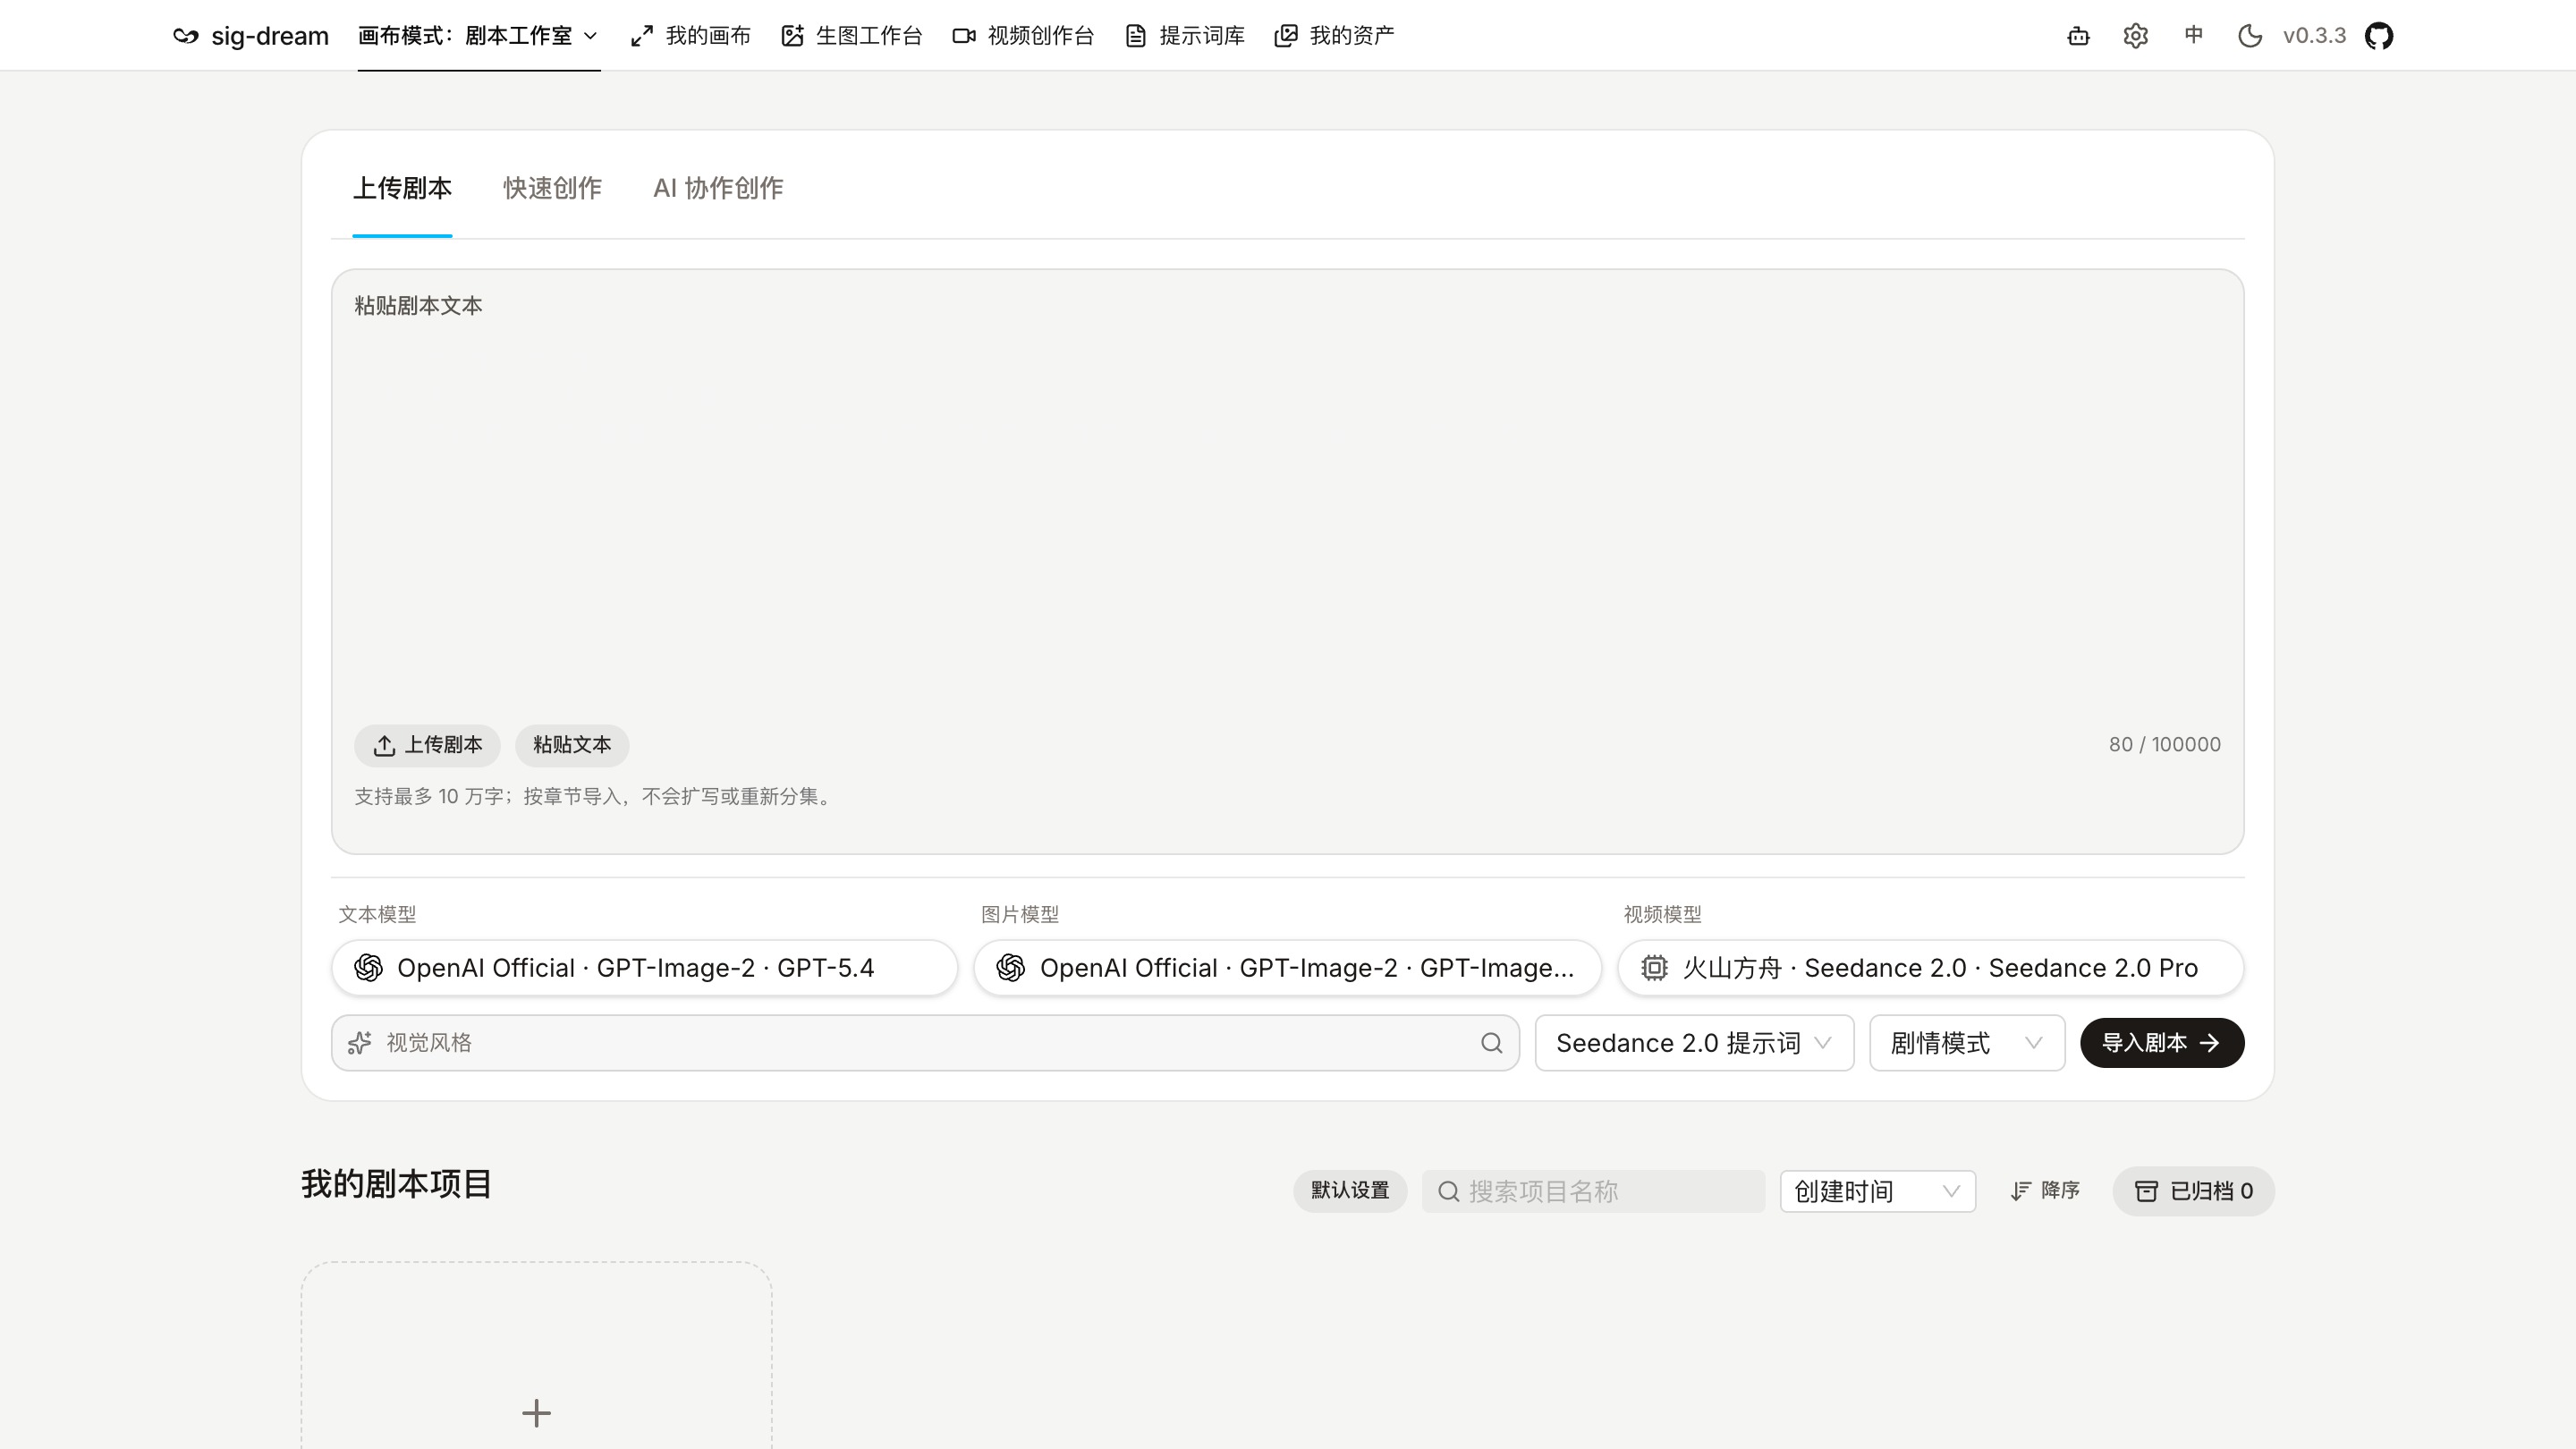 sig-dream 画布模式：剧本工作室 我的画布 生图工作台 视频创作台 提示词库 我的资产 中 v0.3.3
上传剧本 快速创作 AI 协作创作
粘贴剧本文本
上传剧本 粘贴文本 80 / 100000
支持最多 10 万字；按章节导入，不会扩写或重新分集。
文本模型 图片模型 视频模型
OpenAI Official · GPT-Image-2 · GPT-5.4 OpenAI Official · GPT-Image-2 · GPT-Image... 火山方舟 · Seedance 2.0 · Seedance 2.0 Pro
视觉风格 Seedance 2.0 提示词 剧情模式 导入剧本
我的剧本项目 默认设置 搜索项目名称 创建时间 降序 已归档 0